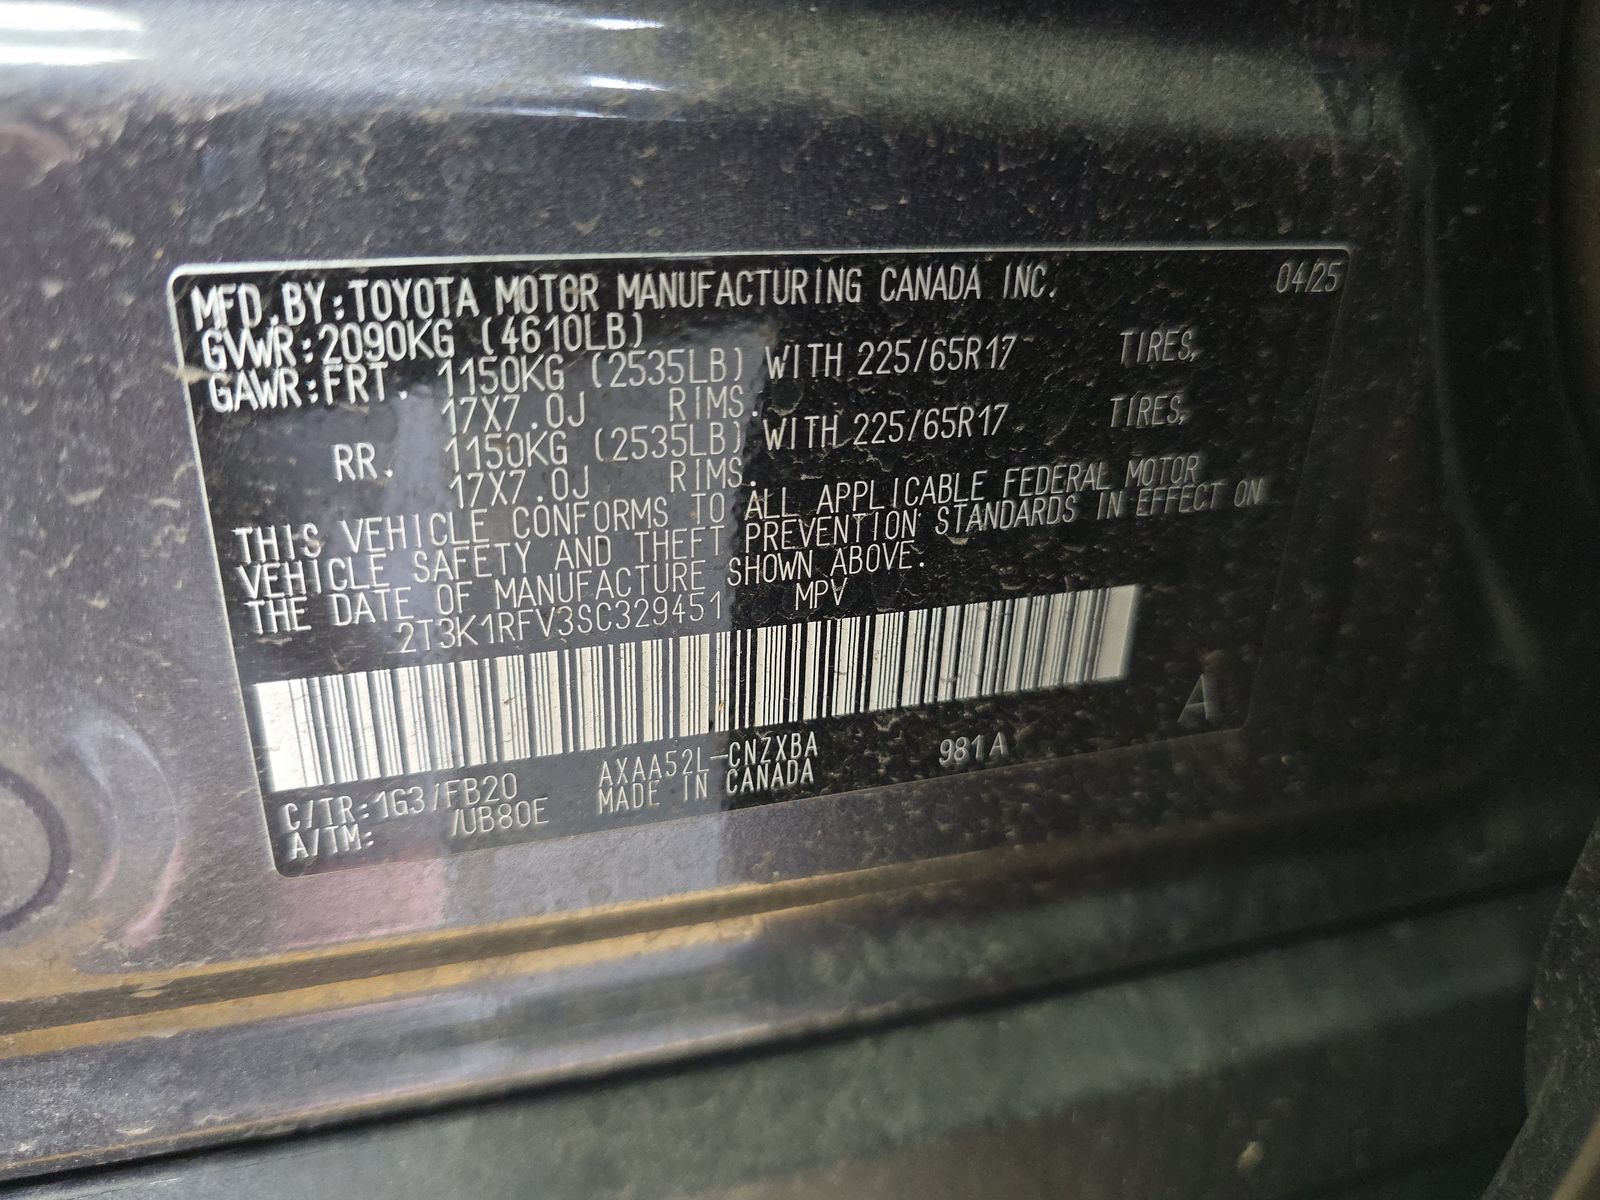 MFD.BY:TOYOTA MOTOR MANUFACTURING CANADA INC. 04/25
GVWR:2090KG (4610LB)
GAWR:FRT. 1150KG (2535LB) WITH 225/65R17 TIRES,
17X7.0J RIMS.
RR. 1150KG (2535LB) WITH 225/65R17 TIRES,
17X7.0J RIMS.
THIS VEHICLE CONFORMS TO ALL APPLICABLE FEDERAL MOTOR
VEHICLE SAFETY AND THEFT PREVENTION STANDARDS IN EFFECT ON
THE DATE OF MANUFACTURE SHOWN ABOVE.
2T3K1RFV3SC329451 MPV
A
C/TR:1G3/FB20 AXAA52L-CNZXBA 981A
A/TM: /UB80E MADE IN CANADA